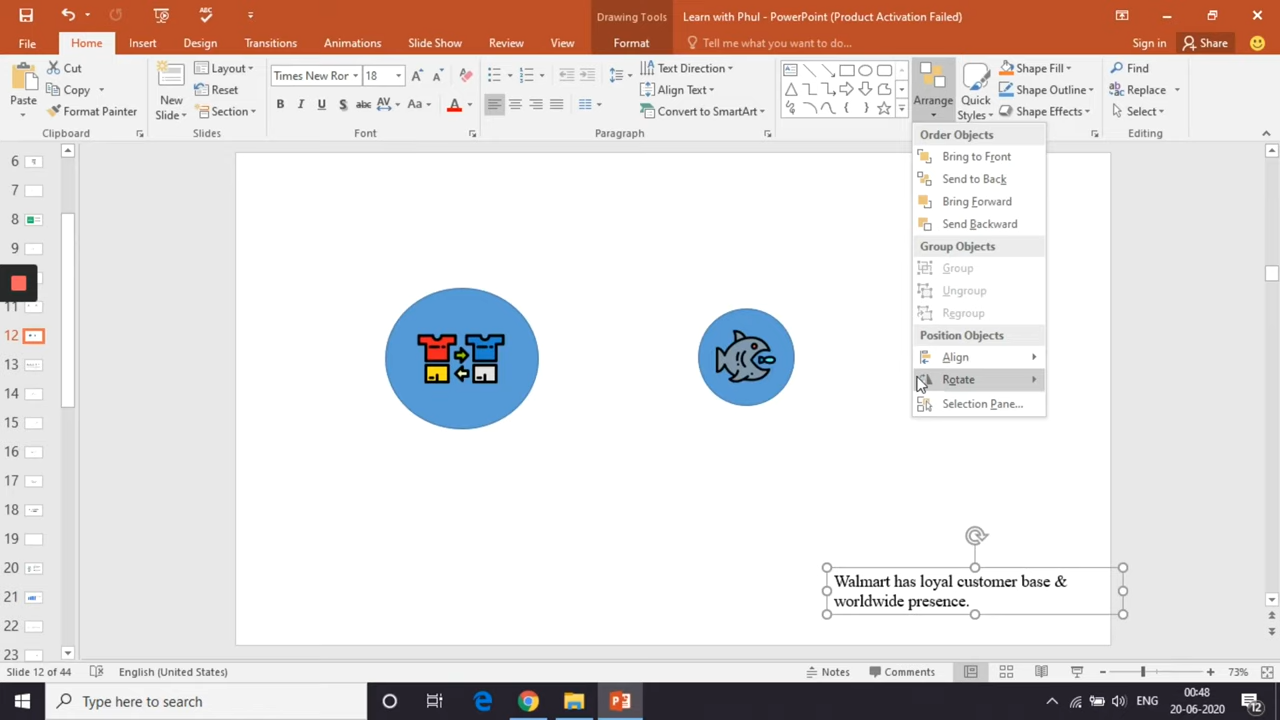 Drawing Tools
Learn with Phul - PowerPoint (Product Activation Failed)
File
Home
Insert
Design
Transitions
Animations
Slide Show
Review
View
Format
Tell me what you want to do...
Sign in
Share
Paste
Cut
Copy
Format Painter
Clipboard
New Slide
Layout
Reset
Section
Slides
Times New Ror
18
B I U S abc AV Aa A
Font
Text Direction
Align Text
Convert to SmartArt
Paragraph
Arrange
Quick Styles
Shape Fill
Shape Outline
Shape Effects
Find
Replace
Select
Editing
Order Objects
Bring to Front
Send to Back
Bring Forward
Send Backward
Group Objects
Group
Ungroup
Regroup
Position Objects
Align
Rotate
Selection Pane...
6
7
8
9
11
12
13
14
15
16
17
18
19
20
21
22
23
Walmart has loyal customer base &
worldwide presence.
Slide 12 of 44
English (United States)
Notes
Comments
73%
Type here to search
ENG
00:48
20-06-2020
12